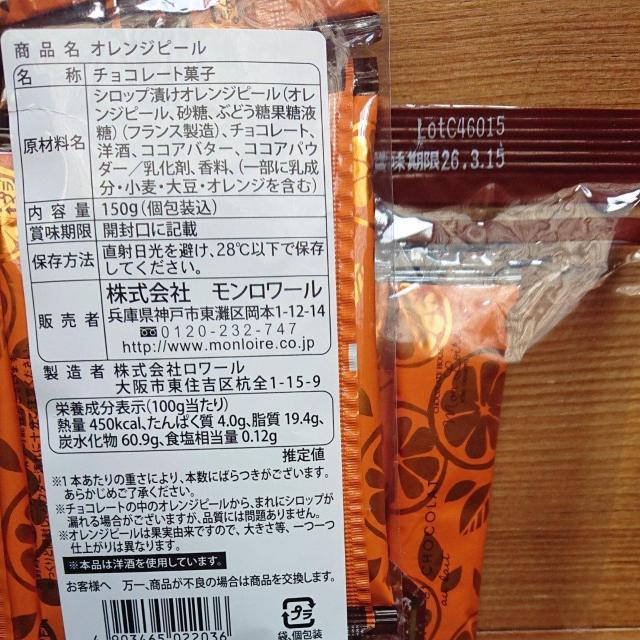 商品名 オレンジピール
名称 チョコレート菓子
原材料名 シロップ漬けオレンジピール(オレ
ンジピール、砂糖、ぶどう糖果糖液
糖)(フランス製造)、チョコレート、
洋酒、ココアバター、ココアパウ
ダー/乳化剤、香料、(一部に乳成
分・小麦・大豆・オレンジを含む)
内容量 150g(個包装込)
賞味期限 開封口に記載
保存方法 直射日光を避け、28℃以下で保存
してください。
販売者 株式会社 モンロワール
兵庫県神戸市東灘区岡本1-12-14
0120-232-747
http://www.monloire.co.jp
製造者 株式会社ロワール
大阪市東住吉区杭全1-15-9
栄養成分表示(100g当たり)
熱量 450kcal、たんぱく質 4.0g、脂質 19.4g、
炭水化物 60.9g、食塩相当量 0.12g
推定値
※1本あたりの重さにより、本数にばらつきがございます。
あらかじめご了承ください。
※チョコレートの中のオレンジピールから、まれにシロップが
漏れる場合がございますが、品質には問題ありません。
※オレンジピールは果実由来ですので、大きさ等、一つ一つ
仕上がりは異なります。
※本品は洋酒を使用しています。
お客様へ 万一、商品が不良の場合は商品を交換します。
4 903465 022036
プラ
袋、個包装
LotC46015
味期限26.3.15
CHOCOLAT
au lait